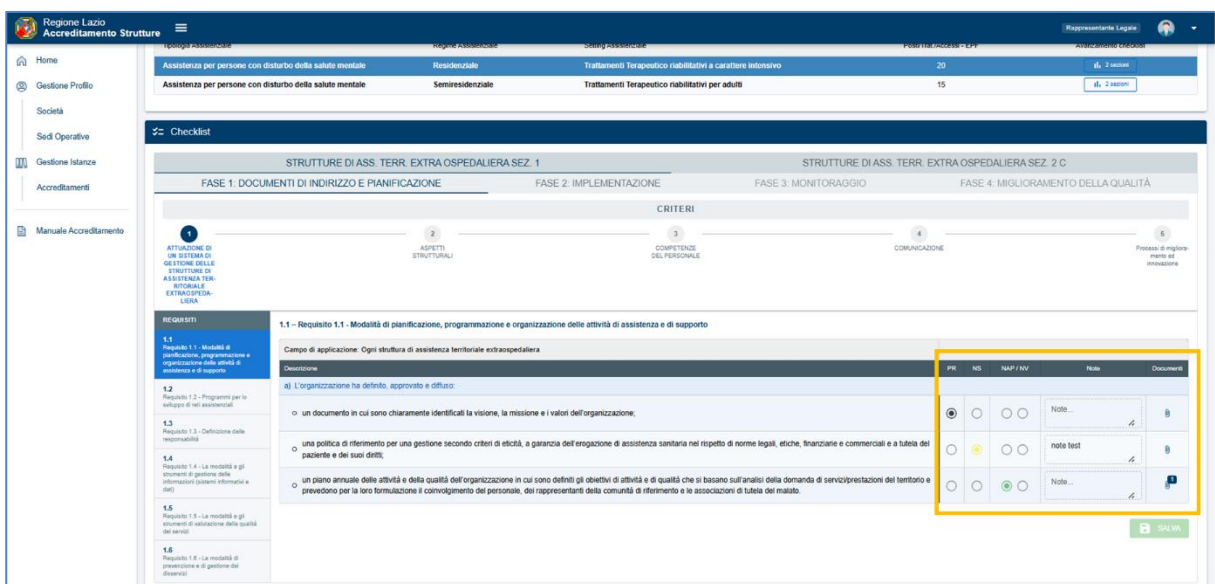 Regione Lazio
Accreditamento Strutture
Rappresentante Legale
Home
Gestione Profilo
Società
Sedi Operative
Gestione Istanze
Accreditamenti
Manuale Accreditamento
Tipologia Assistenziale Regime Assistenziale Setting Assistenziale Posti/Trat./Accessi - EPF Avanzamento checklist
Assistenza per persone con disturbo della salute mentale Residenziale Trattamenti Terapeutico riabilitativi a carattere intensivo 20 2 sezioni
Assistenza per persone con disturbo della salute mentale Semiresidenziale Trattamenti Terapeutico riabilitativi per adulti 15 2 sezioni
Checklist
STRUTTURE DI ASS. TERR. EXTRA OSPEDALIERA SEZ. 1 STRUTTURE DI ASS. TERR. EXTRA OSPEDALIERA SEZ. 2 C
FASE 1: DOCUMENTI DI INDIRIZZO E PIANIFICAZIONE FASE 2: IMPLEMENTAZIONE FASE 3: MONITORAGGIO FASE 4: MIGLIORAMENTO DELLA QUALITÀ
CRITERI
1
ATTUAZIONE DI
UN SISTEMA DI
GESTIONE DELLE
STRUTTURE DI
ASSISTENZA TER-
RITORIALE
EXTRAOSPEDA-
LIERA
2
ASPETTI
STRUTTURALI
3
COMPETENZE
DEL PERSONALE
4
COMUNICAZIONE
5
Processi di migliora-
mento ed
innovazione
REQUISITI
1.1
Requisito 1.1 - Modalità di
pianificazione, programmazione e
organizzazione delle attività di
assistenza e di supporto
1.2
Requisito 1.2 - Programmi per lo
sviluppo di reti assistenziali
1.3
Requisito 1.3 - Definizione delle
responsabilità
1.4
Requisito 1.4 - Le modalità e gli
strumenti di gestione delle
informazioni (sistemi informativi e
dati)
1.5
Requisito 1.5 - Le modalità e gli
strumenti di valutazione della qualità
dei servizi
1.6
Requisito 1.6 - Le modalità di
prevenzione e di gestione dei
disservizi
1.1 – Requisito 1.1 - Modalità di pianificazione, programmazione e organizzazione delle attività di assistenza e di supporto
Campo di applicazione: Ogni struttura di assistenza territoriale extraospedaliera
Descrizione PR NS NAP / NV Note Documenti
a) L'organizzazione ha definito, approvato e diffuso:
un documento in cui sono chiaramente identificati la visione, la missione e i valori dell'organizzazione;
Note...
una politica di riferimento per una gestione secondo criteri di eticità, a garanzia dell'erogazione di assistenza sanitaria nel rispetto di norme legali, etiche, finanziarie e commerciali e a tutela del
paziente e dei suoi diritti;
note test
un piano annuale delle attività e della qualità dell'organizzazione in cui sono definiti gli obiettivi di attività e di qualità che si basano sull'analisi della domanda di servizi/prestazioni del territorio e
prevedono per la loro formulazione il coinvolgimento del personale, dei rappresentanti della comunità di riferimento e le associazioni di tutela del malato.
Note...
1
SALVA